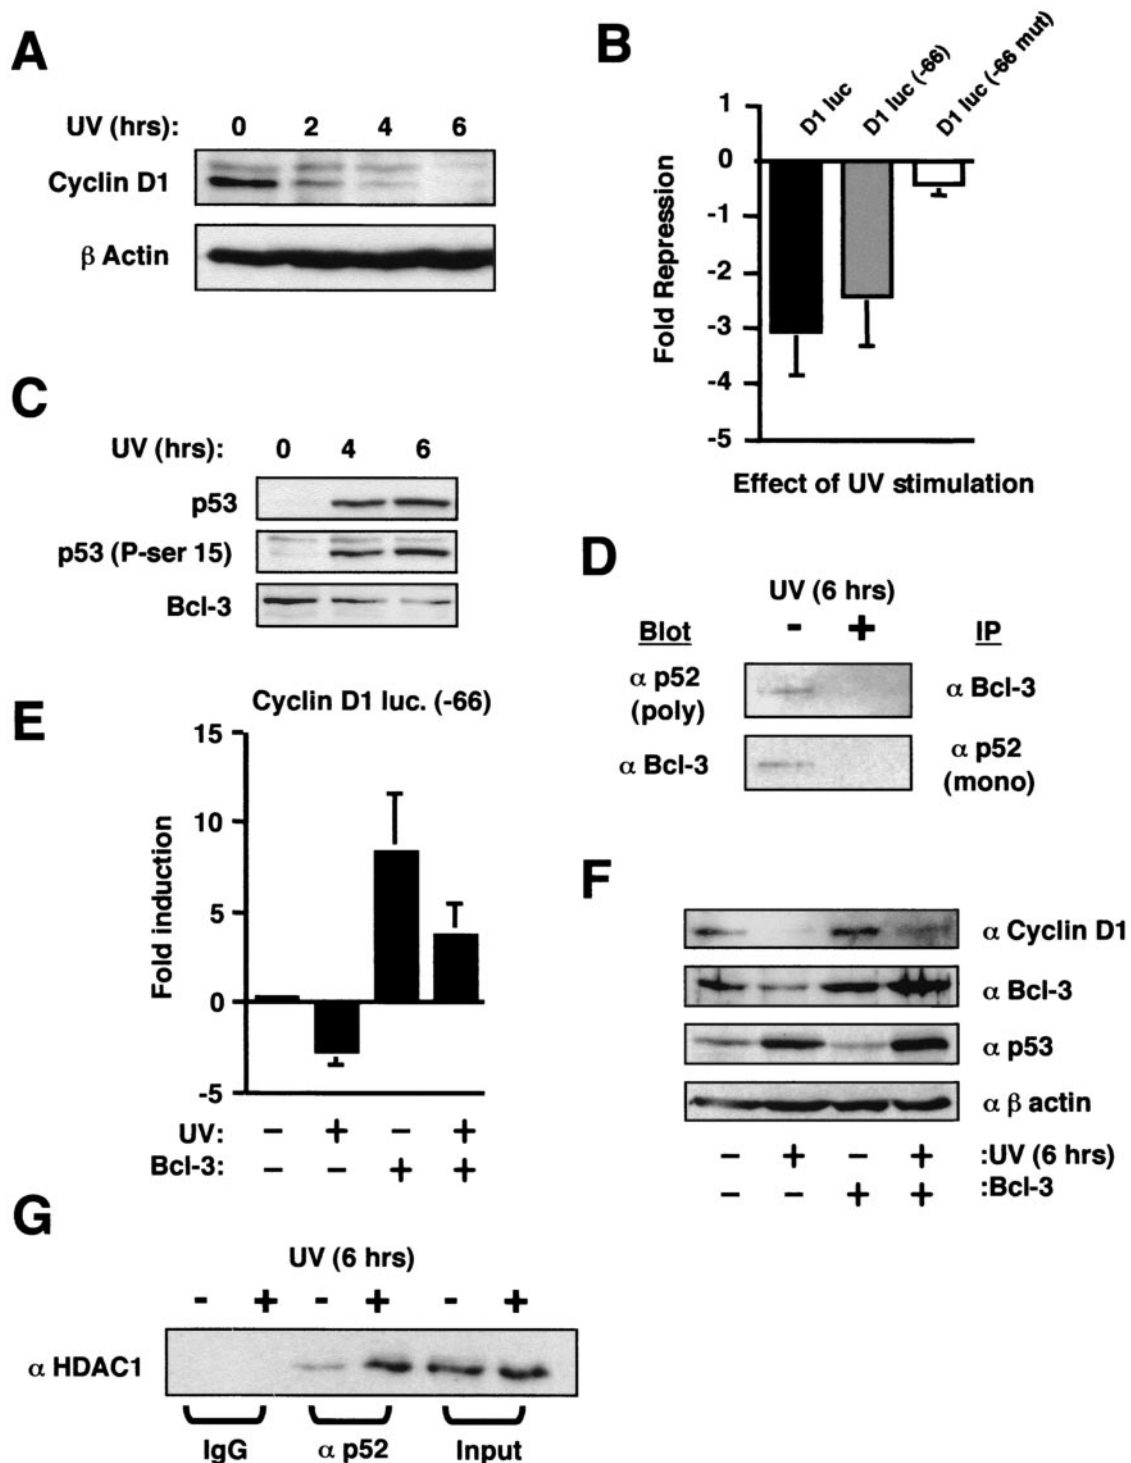 A
UV (hrs): 0 2 4 6
Cyclin D1
β Actin
B
D1 luc
D1 luc (-66)
D1 luc (-66 mut)
1
0
-1
-2
-3
-4
-5
Fold Repression
Effect of UV stimulation
C
UV (hrs): 0 4 6
p53
p53 (P-ser 15)
Bcl-3
D
UV (6 hrs)
Blot - + IP
α p52
(poly)
α Bcl-3
α Bcl-3
α p52
(mono)
E
Cyclin D1 luc. (-66)
15
10
5
0
-5
Fold induction
UV: - + - +
Bcl-3: - - + +
F
α Cyclin D1
α Bcl-3
α p53
α β actin
- + - + :UV (6 hrs)
- - + + :Bcl-3
G
UV (6 hrs)
- + - + - +
α HDAC1
IgG α p52 Input